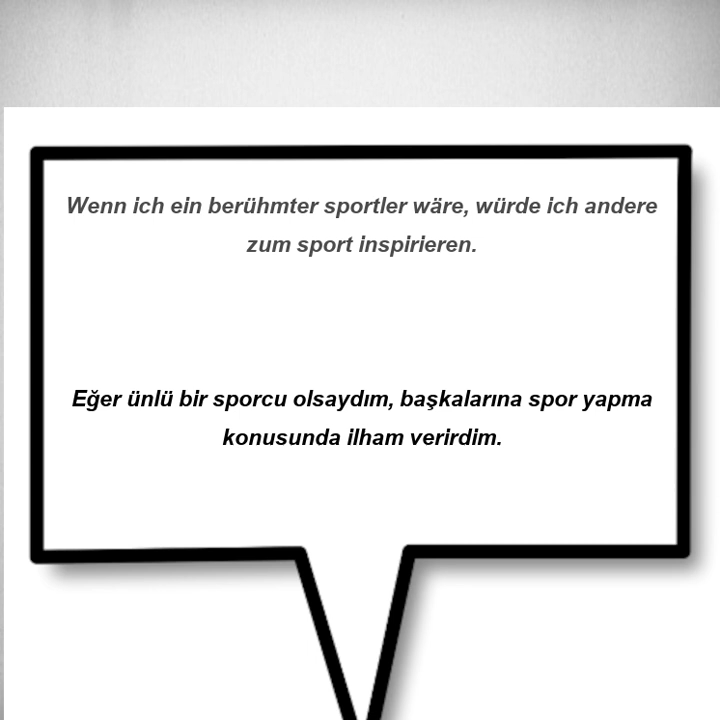 Wenn ich ein berühmter sportler wäre, würde ich andere
zum sport inspirieren.
Eğer ünlü bir sporcu olsaydım, başkalarına spor yapma
konusunda ilham verirdim.